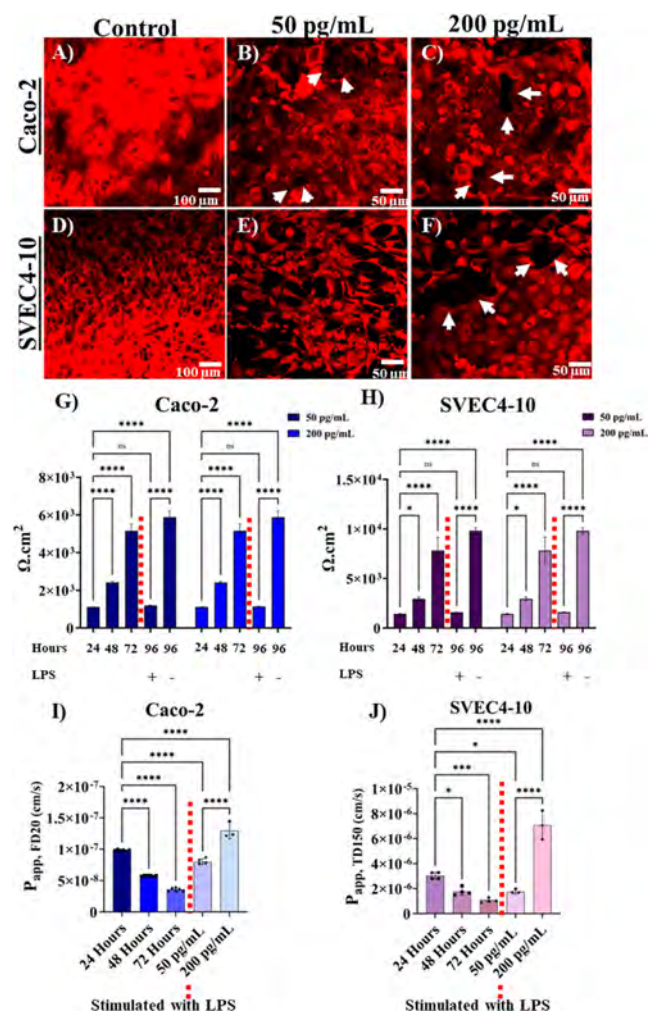 Control 50 pg/mL 200 pg/mL
Caco-2
A) B) C)
100 µm 50 µm 50 µm
SVEC4-10
D) E) F)
100 µm 50 µm 50 µm
G) Caco-2
50 pg/mL
200 pg/mL
**** ****
ns ns
**** ****
**** **** **** ****
8×10³
6×10³
4×10³
2×10³
0
Ω.cm²
Hours 24 48 72 96 96 24 48 72 96 96
LPS + - + -
H) SVEC4-10
50 pg/mL
200 pg/mL
**** ****
ns ns
**** ****
* **** * ****
1.5×10⁴
1×10⁴
5×10³
0
Ω.cm²
Hours 24 48 72 96 96 24 48 72 96 96
LPS + - + -
I) Caco-2
****
****
****
**** ****
2×10⁻⁷
1.5×10⁻⁷
1×10⁻⁷
5×10⁻⁸
0
Papp, FD20 (cm/s)
24 Hours 48 Hours 72 Hours 50 pg/mL 200 pg/mL
Stimulated with LPS
J) SVEC4-10
****
*
***
* ****
1×10⁻⁵
8×10⁻⁶
6×10⁻⁶
4×10⁻⁶
2×10⁻⁶
0
Papp, TD150 (cm/s)
24 Hours 48 Hours 72 Hours 50 pg/mL 200 pg/mL
Stimulated with LPS